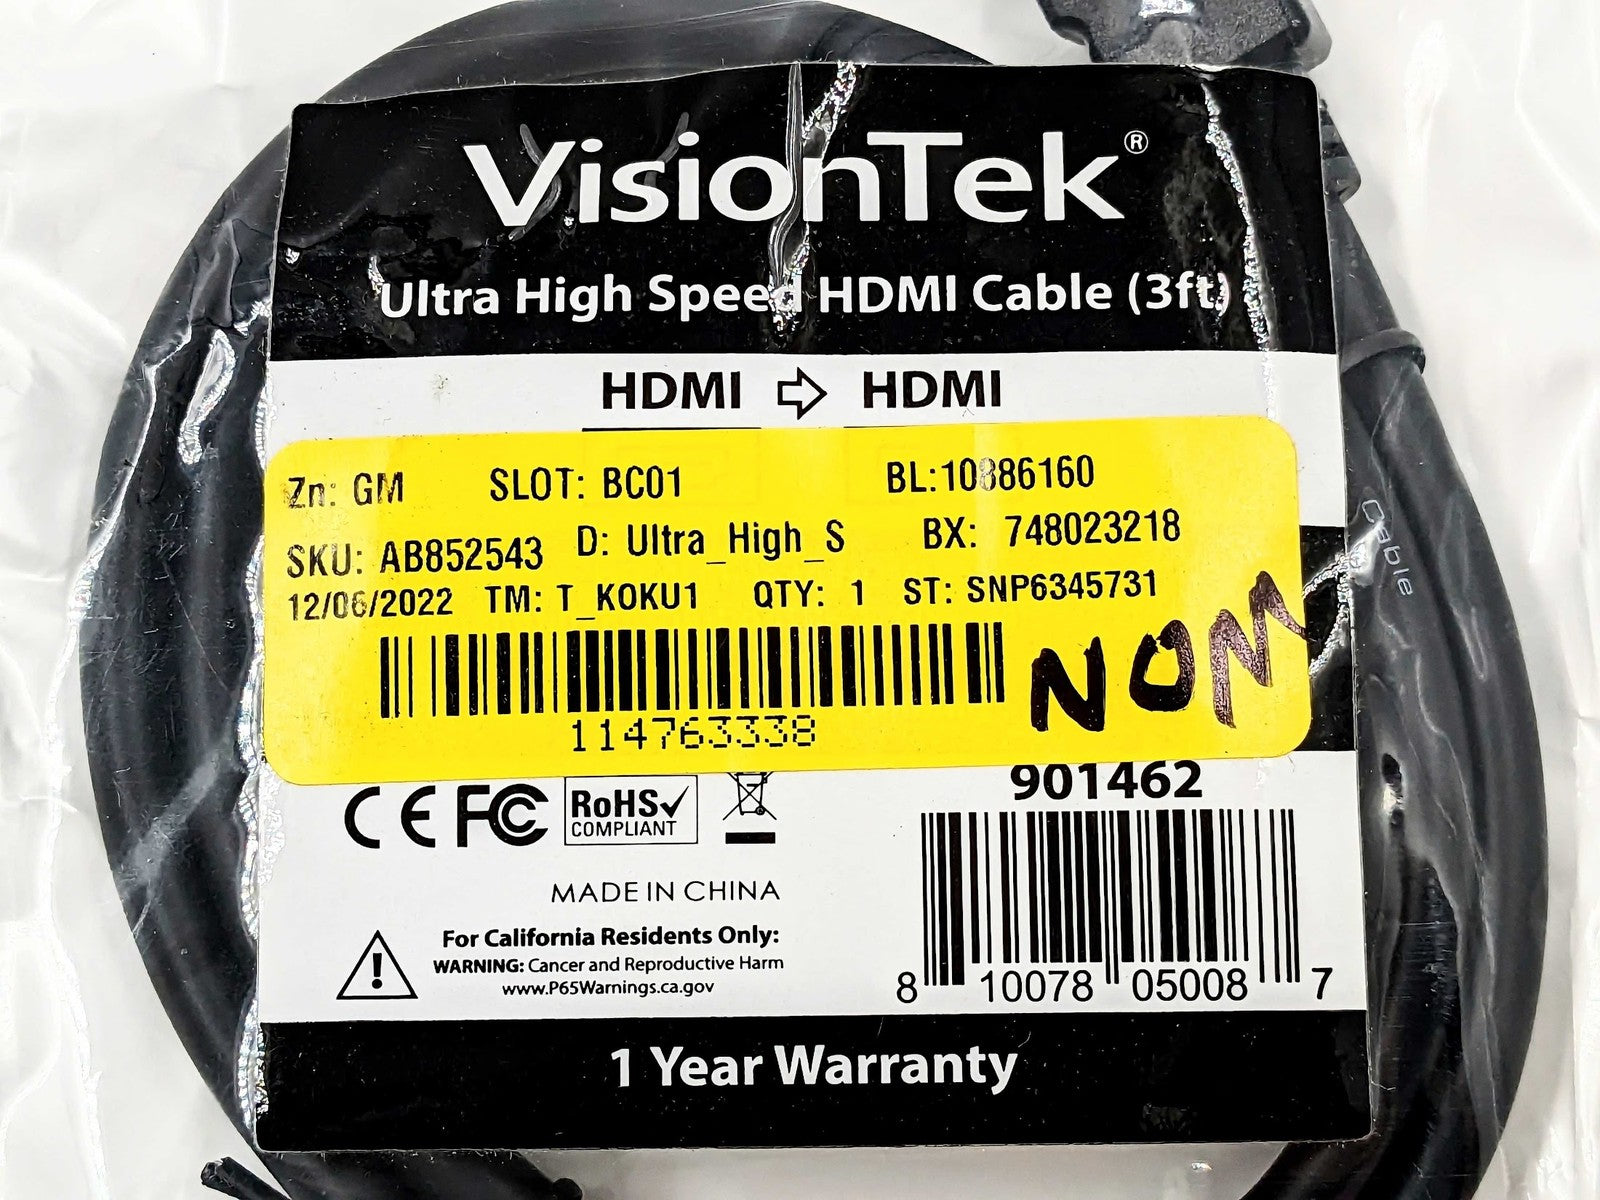 VisionTek®
Ultra High Speed HDMI Cable (3ft)
HDMI ⇨ HDMI
Zn: GM SLOT: BC01 BL:10886160
SKU: AB852543 D: Ultra_High_S BX: 748023218
12/06/2022 TM: T_KOKU1 QTY: 1 ST: SNP6345731
114763338
NOM
901462
CE FC RoHS✓
COMPLIANT
MADE IN CHINA
For California Residents Only:
WARNING: Cancer and Reproductive Harm
www.P65Warnings.ca.gov
8 10078 05008 7
1 Year Warranty
Cable